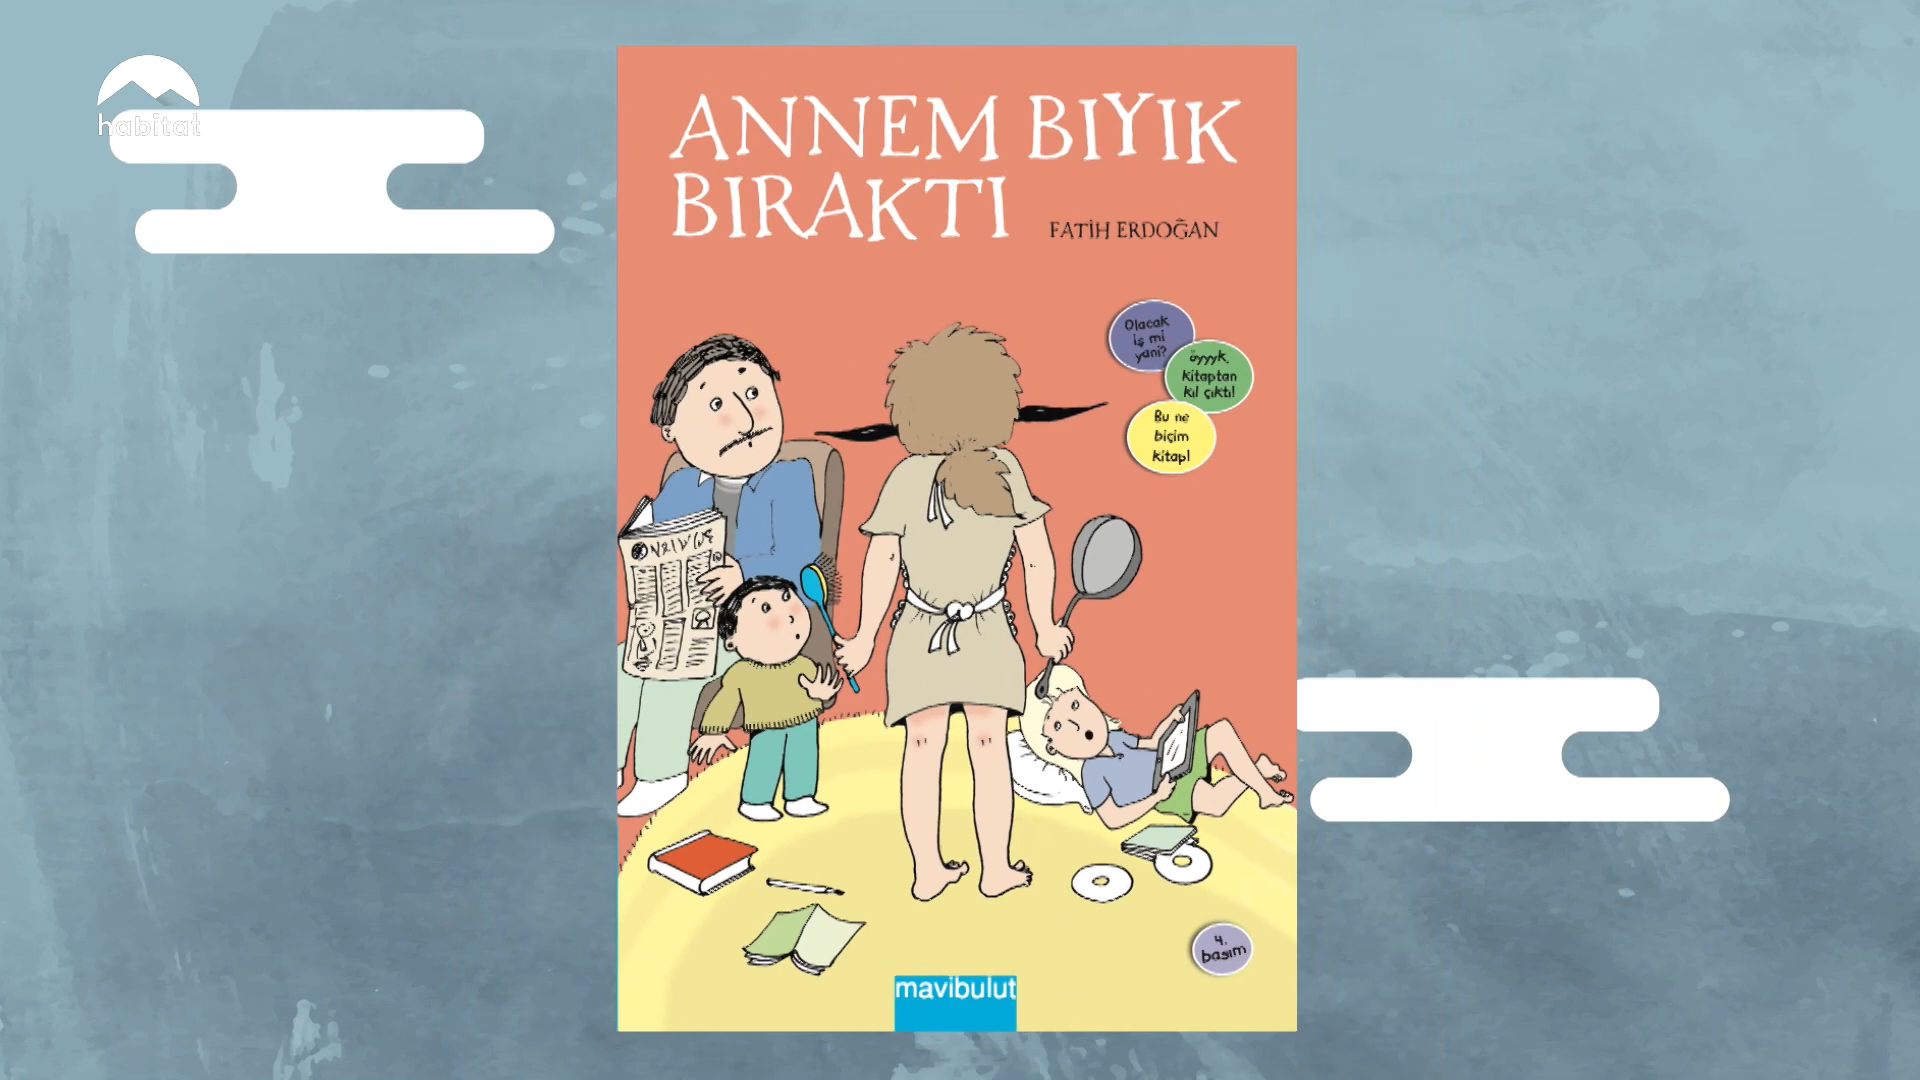 habitat
ANNEM BIYIK
BIRAKTI
FATİH ERDOĞAN
Olacak
iş mi
yani?
öyyyk,
kitaptan
kıl çıktı!
Bu ne
biçim
kitap!
4.
basım
mavibulut